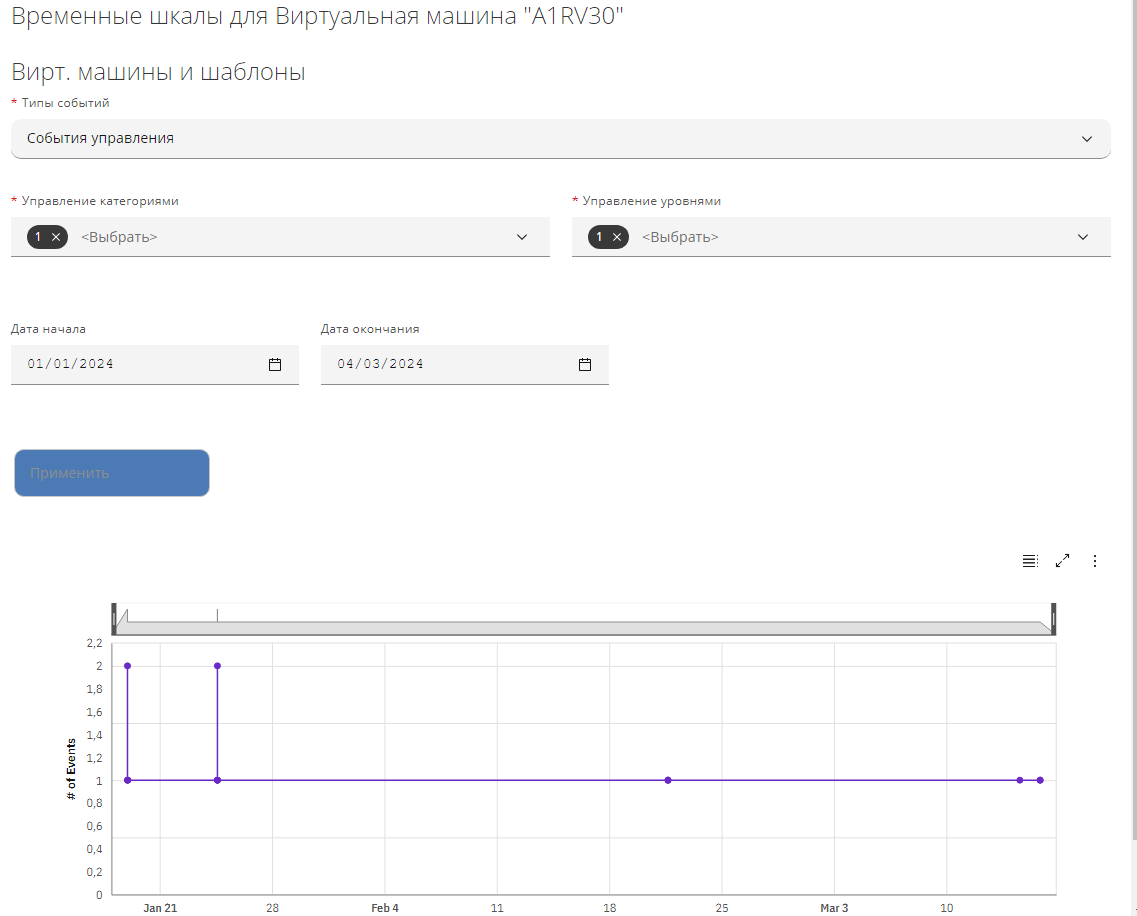 Временные шкалы для Виртуальная машина "A1RV30"
Вирт. машины и шаблоны
* Типы событий
События управления
* Управление категориями
* Управление уровнями
1 × <Выбрать>
1 × <Выбрать>
Дата начала
Дата окончания
01/01/2024
04/03/2024
Применить
# of Events
2,2
2
1,8
1,6
1,4
1,2
1
0,8
0,6
0,4
0,2
0
Jan 21 28 Feb 4 11 18 25 Mar 3 10